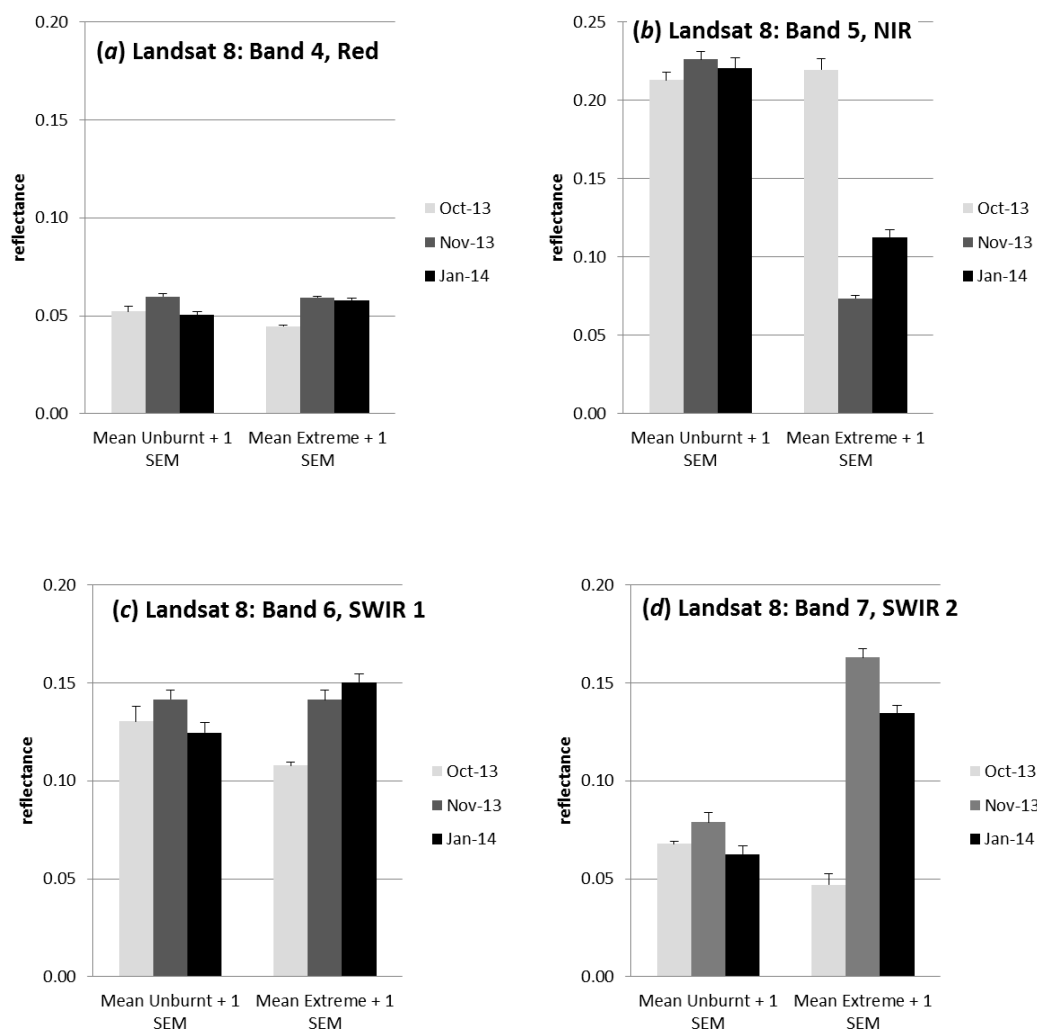 (a) Landsat 8: Band 4, Red
0.20
0.15
0.10
0.05
0.00
reflectance
Oct-13
Nov-13
Jan-14
Mean Unburnt + 1
SEM
Mean Extreme + 1
SEM
(b) Landsat 8: Band 5, NIR
0.25
0.20
0.15
0.10
0.05
0.00
reflectance
Oct-13
Nov-13
Jan-14
Mean Unburnt + 1
SEM
Mean Extreme + 1
SEM
(c) Landsat 8: Band 6, SWIR 1
0.20
0.15
0.10
0.05
0.00
reflectance
Oct-13
Nov-13
Jan-14
Mean Unburnt + 1
SEM
Mean Extreme + 1
SEM
(d) Landsat 8: Band 7, SWIR 2
0.20
0.15
0.10
0.05
0.00
reflectance
Oct-13
Nov-13
Jan-14
Mean Unburnt + 1
SEM
Mean Extreme + 1
SEM